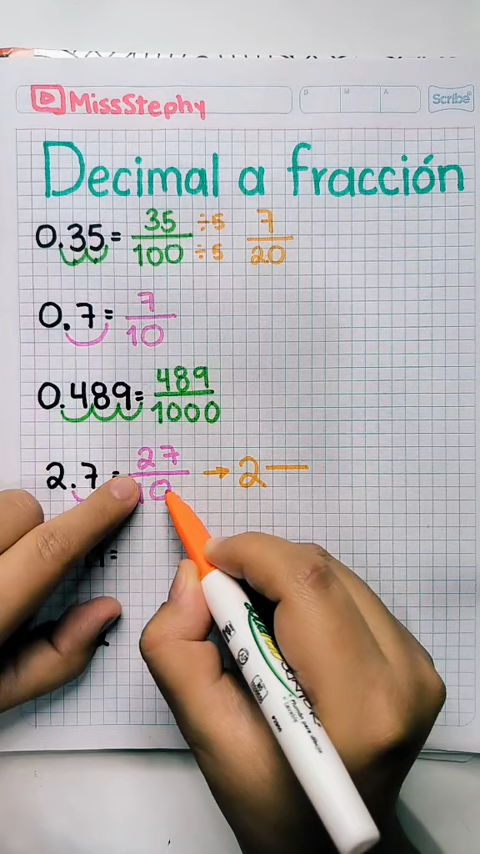 MissStephy
D M A
Scribe
Decimal a fracción
0.35 = 35/100 ÷5/÷5 7/20
0.7 = 7/10
0.489 = 489/1000
2.7 = 27/10 → 2